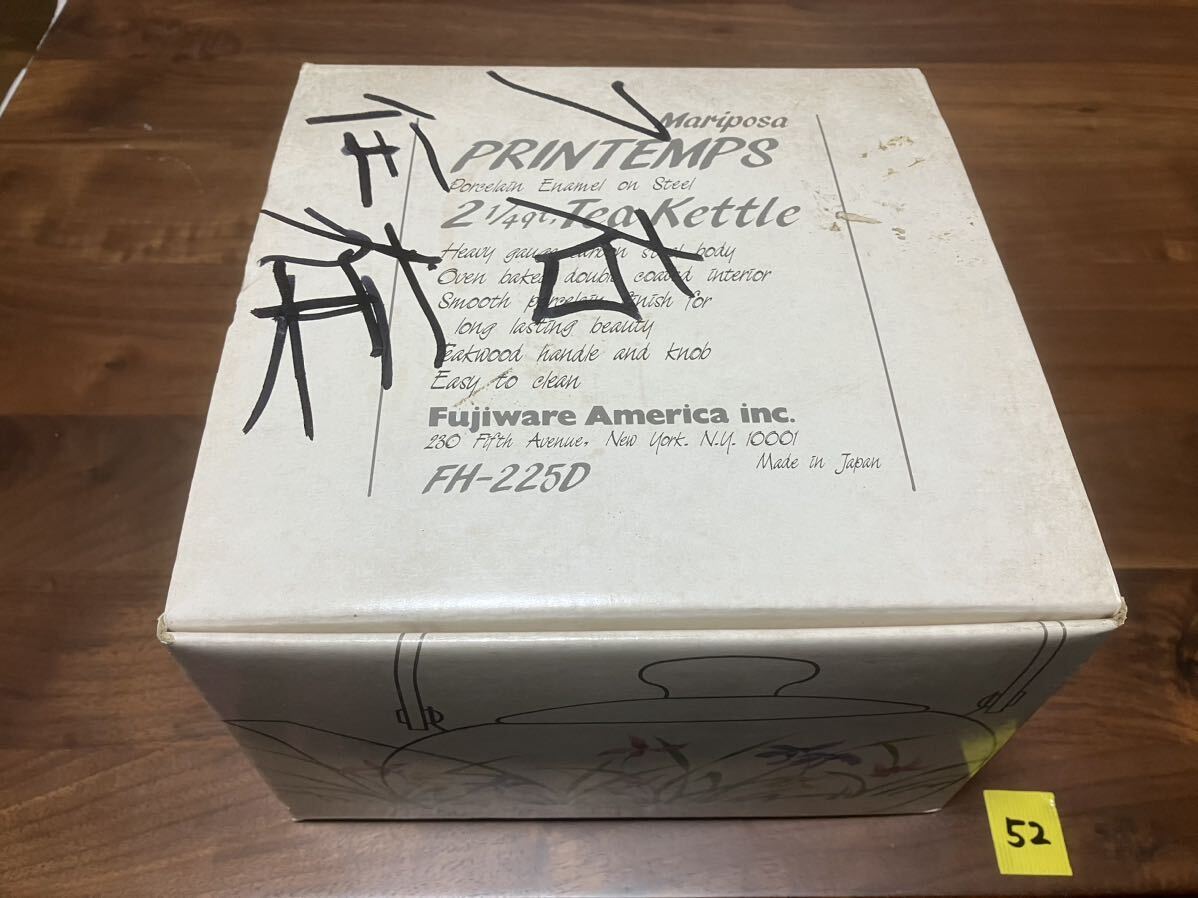 Mariposa
PRINTEMPS
Porcelain Enamel on Steel
2 1/4qt. Tea Kettle
Heavy gauge carbon steel body
Oven baked double coated interior
Smooth porcelain finish for
long lasting beauty
Teakwood handle and knob
Easy to clean
Fujiware America inc.
230 Fifth Avenue, New York. N.Y. 10001
Made in Japan
FH-225D
52